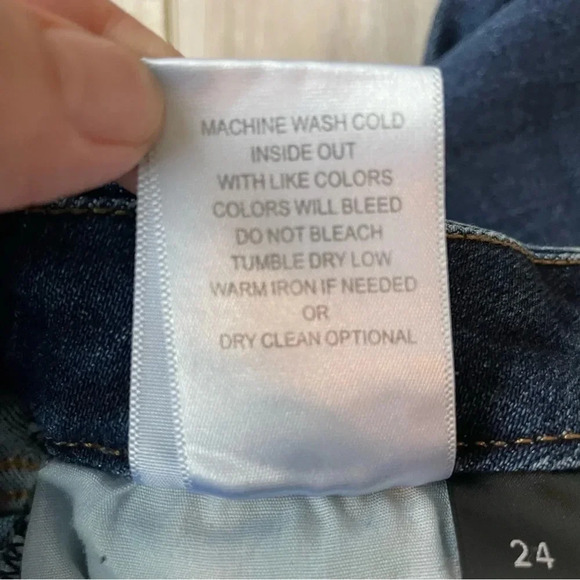 MACHINE WASH COLD
INSIDE OUT
WITH LIKE COLORS
COLORS WILL BLEED
DO NOT BLEACH
TUMBLE DRY LOW
WARM IRON IF NEEDED
OR
DRY CLEAN OPTIONAL
24